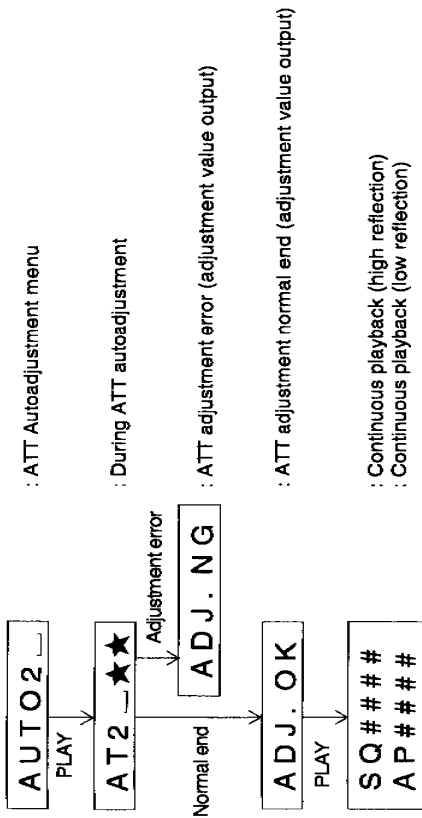 AUTO2_ : ATT Autoadjustment menu
PLAY
AT2_★★ : During ATT autoadjustment
Adjustment error
ADJ.NG : ATT adjustment error (adjustment value output)
Normal end
ADJ.OK : ATT adjustment normal end (adjustment value output)
PLAY
SQ#### : Continuous playback (high reflection)
AP#### : Continuous playback (low reflection)